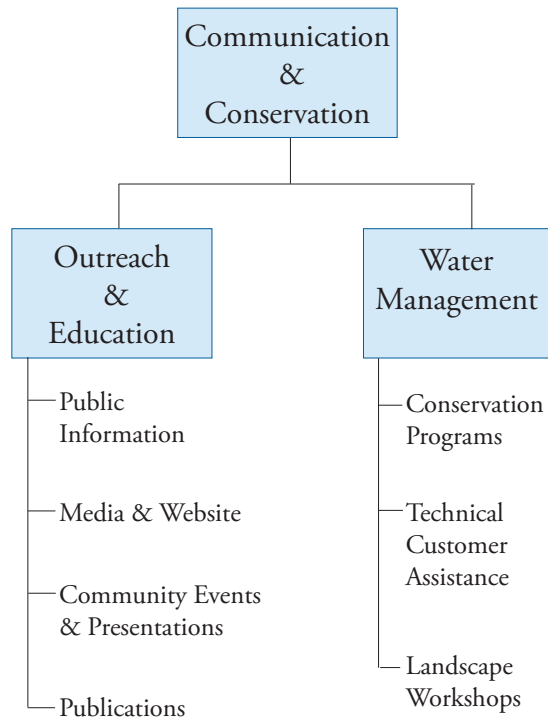 Communication
&
Conservation
Outreach
&
Education
Public
Information
Media & Website
Community Events
& Presentations
Publications
Water
Management
Conservation
Programs
Technical
Customer
Assistance
Landscape
Workshops